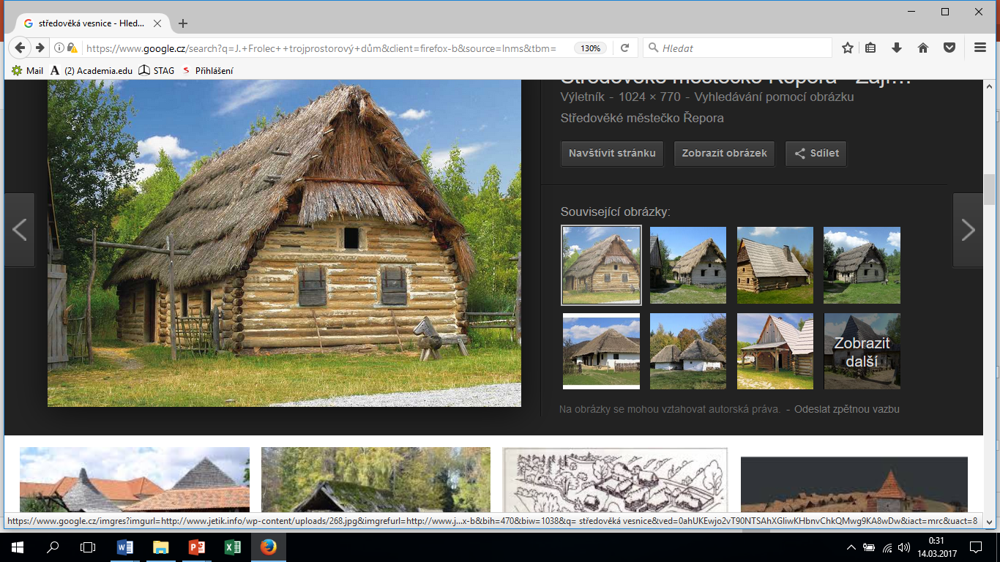 středověká vesnice - Hled...
https://www.google.cz/search?q=J.+Frolec++trojprostorový+dům&client=firefox-b&source=lnms&tbm=
130%
Hledat
Mail
(2) Academia.edu
STAG
Přihlášení
Středověké městečko Řepora - Zají…
Výletník - 1024 × 770 - Vyhledávání pomocí obrázku
Středověké městečko Řepora
Navštívit stránku
Zobrazit obrázek
Sdílet
Související obrázky:
Zobrazit
další
Na obrázky se mohou vztahovat autorská práva. - Odeslat zpětnou vazbu
https://www.google.cz/imgres?imgurl=http://www.jetik.info/wp-content/uploads/268.jpg&imgrefurl=http://www.j...x-b&bih=470&biw=1038&q= středověká vesnice&ved=0ahUKEwjo2vT90NTSAhXGliwKHbnvChkQMwg9KA8wDw&iact=mrc&uact=8
0:31
14.03.2017